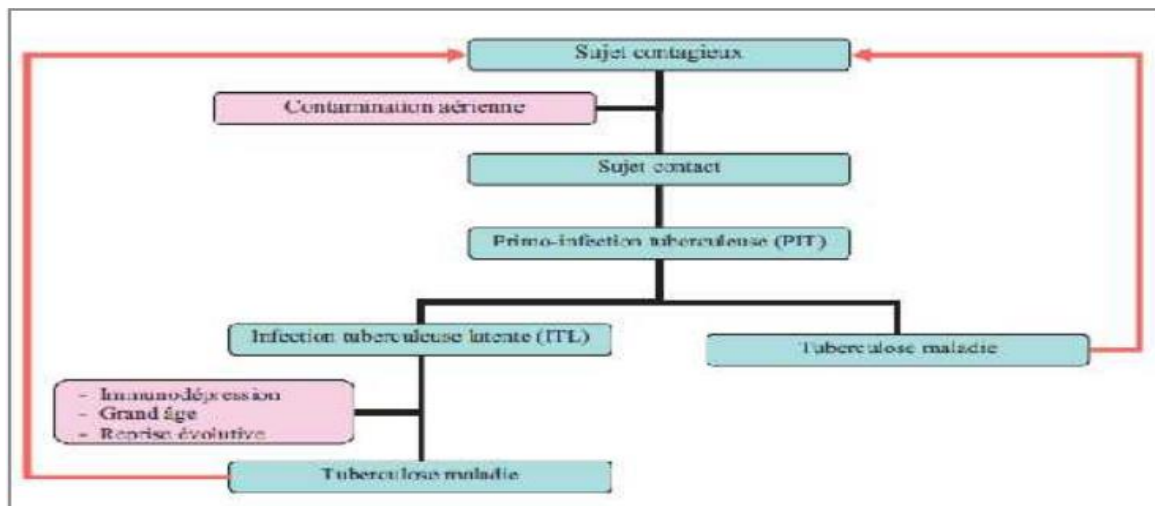 Sujet contagieux
Contamination aérienne
Sujet contact
Primo-infection tuberculeuse (PIT)
Infection tuberculeuse latente (ITL)
Tuberculose maladie
- Immunodépression
- Grand âge
- Reprise évolutive
Tuberculose maladie